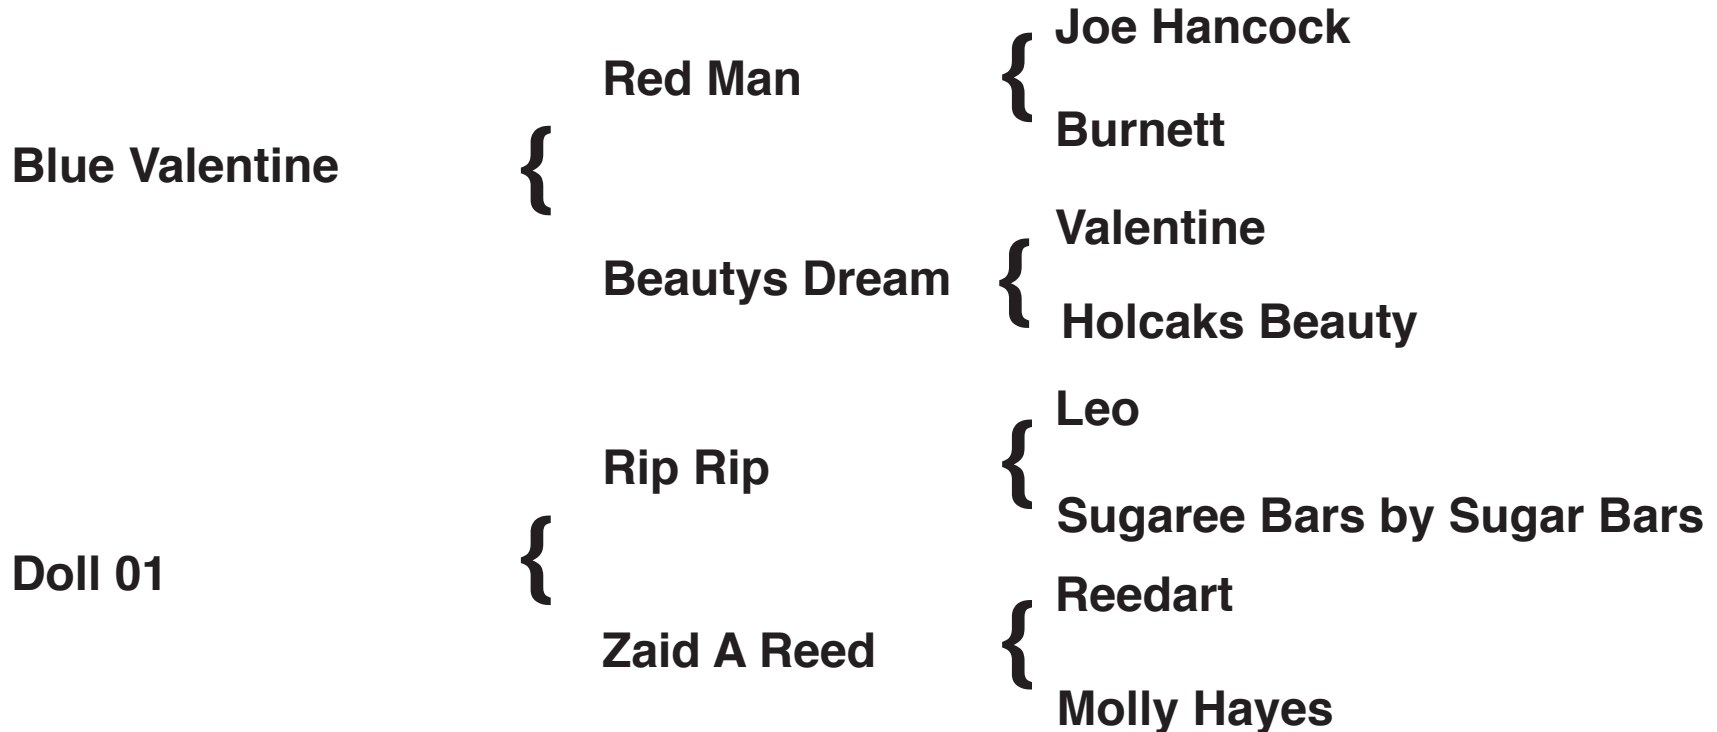 Joe Hancock
Red Man
Burnett
Blue Valentine
Valentine
Beautys Dream
Holcaks Beauty
Leo
Rip Rip
Sugaree Bars by Sugar Bars
Doll 01
Reedart
Zaid A Reed
Molly Hayes